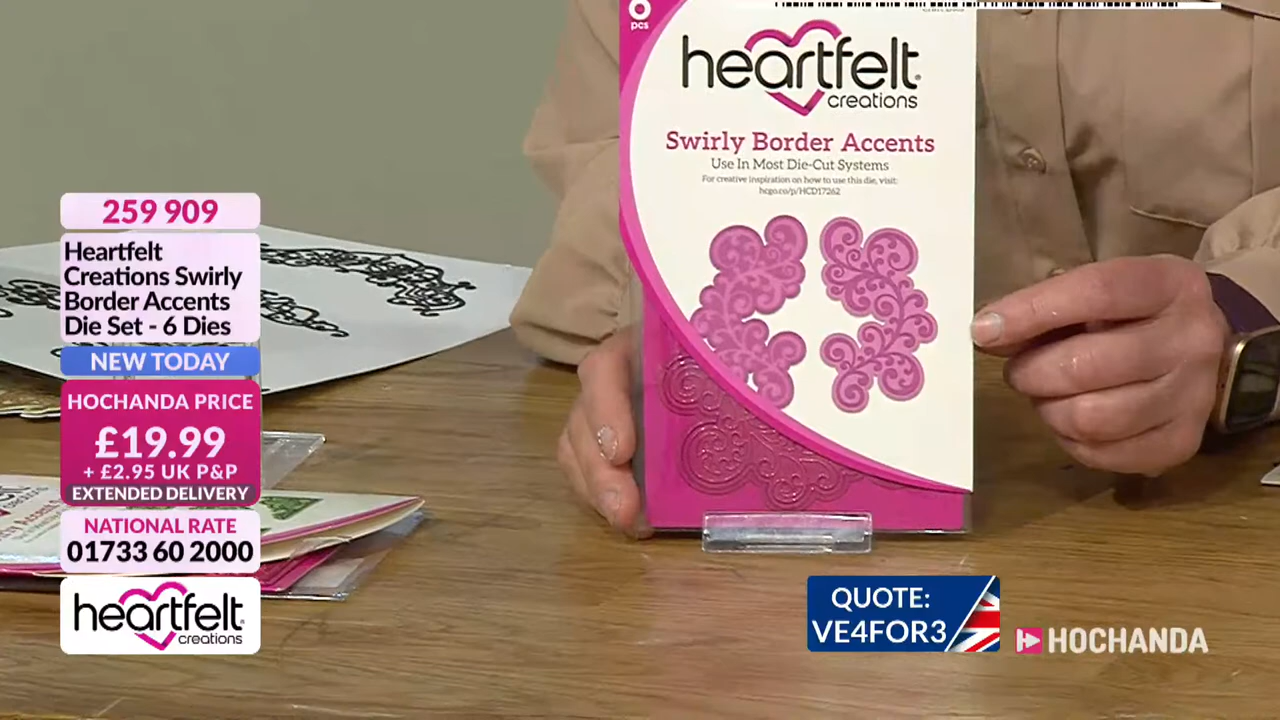 8
pcs
heartfelt
creations
Swirly Border Accents
Use In Most Die-Cut Systems
For creative inspiration on how to use this die, visit:
hcgo.co/p/HCD17262
259 909
Heartfelt
Creations Swirly
Border Accents
Die Set - 6 Dies
NEW TODAY
HOCHANDA PRICE
£19.99
+ £2.95 UK P&P
EXTENDED DELIVERY
NATIONAL RATE
01733 60 2000
heartfelt
creations
QUOTE:
VE4FOR3
HOCHANDA